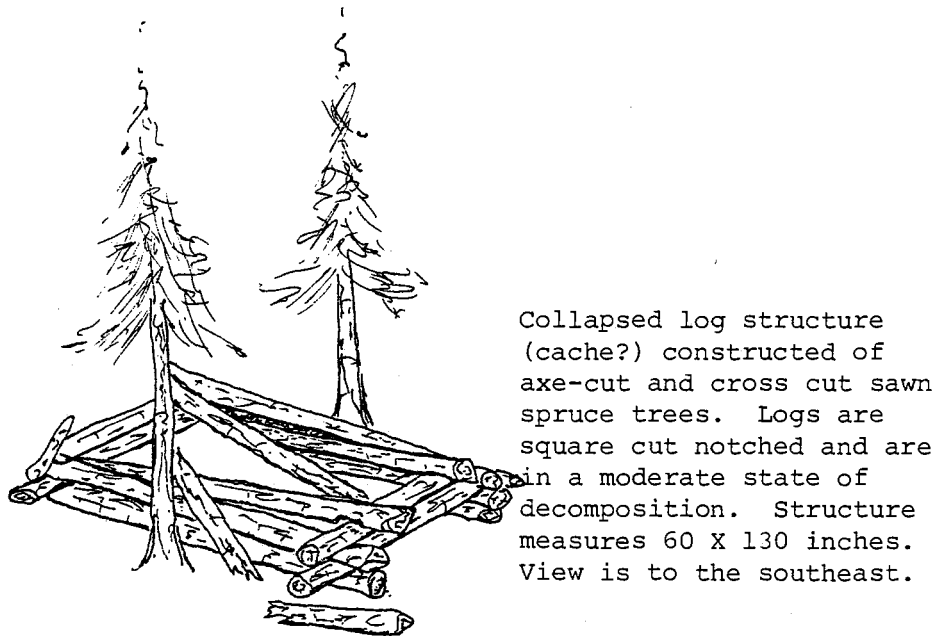 Collapsed log structure
(cache?) constructed of
axe-cut and cross cut sawn
spruce trees.  Logs are
square cut notched and are
in a moderate state of
decomposition.  Structure
measures 60 X 130 inches.
View is to the southeast.